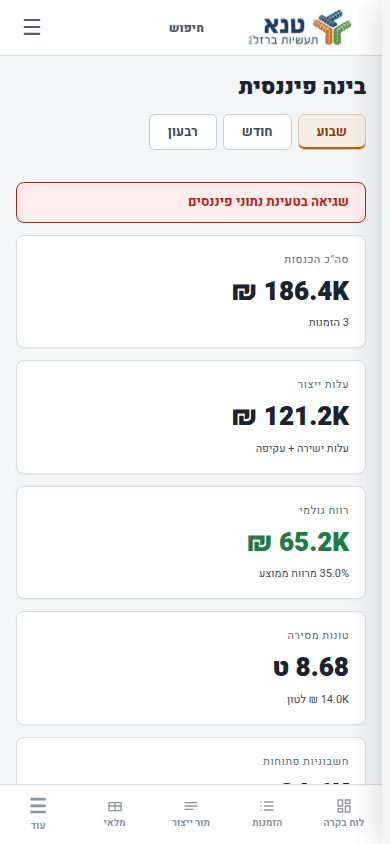 טנא
תעשיות ברזל
חיפוש
בינה פיננסית
שבוע
חודש
רבעון
שגיאה בטעינת נתוני פיננסים
סה"כ הכנסות
186.4K ₪
3 הזמנות
עלות ייצור
121.2K ₪
עלות ישירה + עקיפה
רווח גולמי
65.2K ₪
35.0% מרווח ממוצע
טונות מסירה
8.68 ט
14.0K ₪ לטון
חשבוניות פתוחות
לוח בקרה
הזמנות
תור ייצור
מלאי
עוד